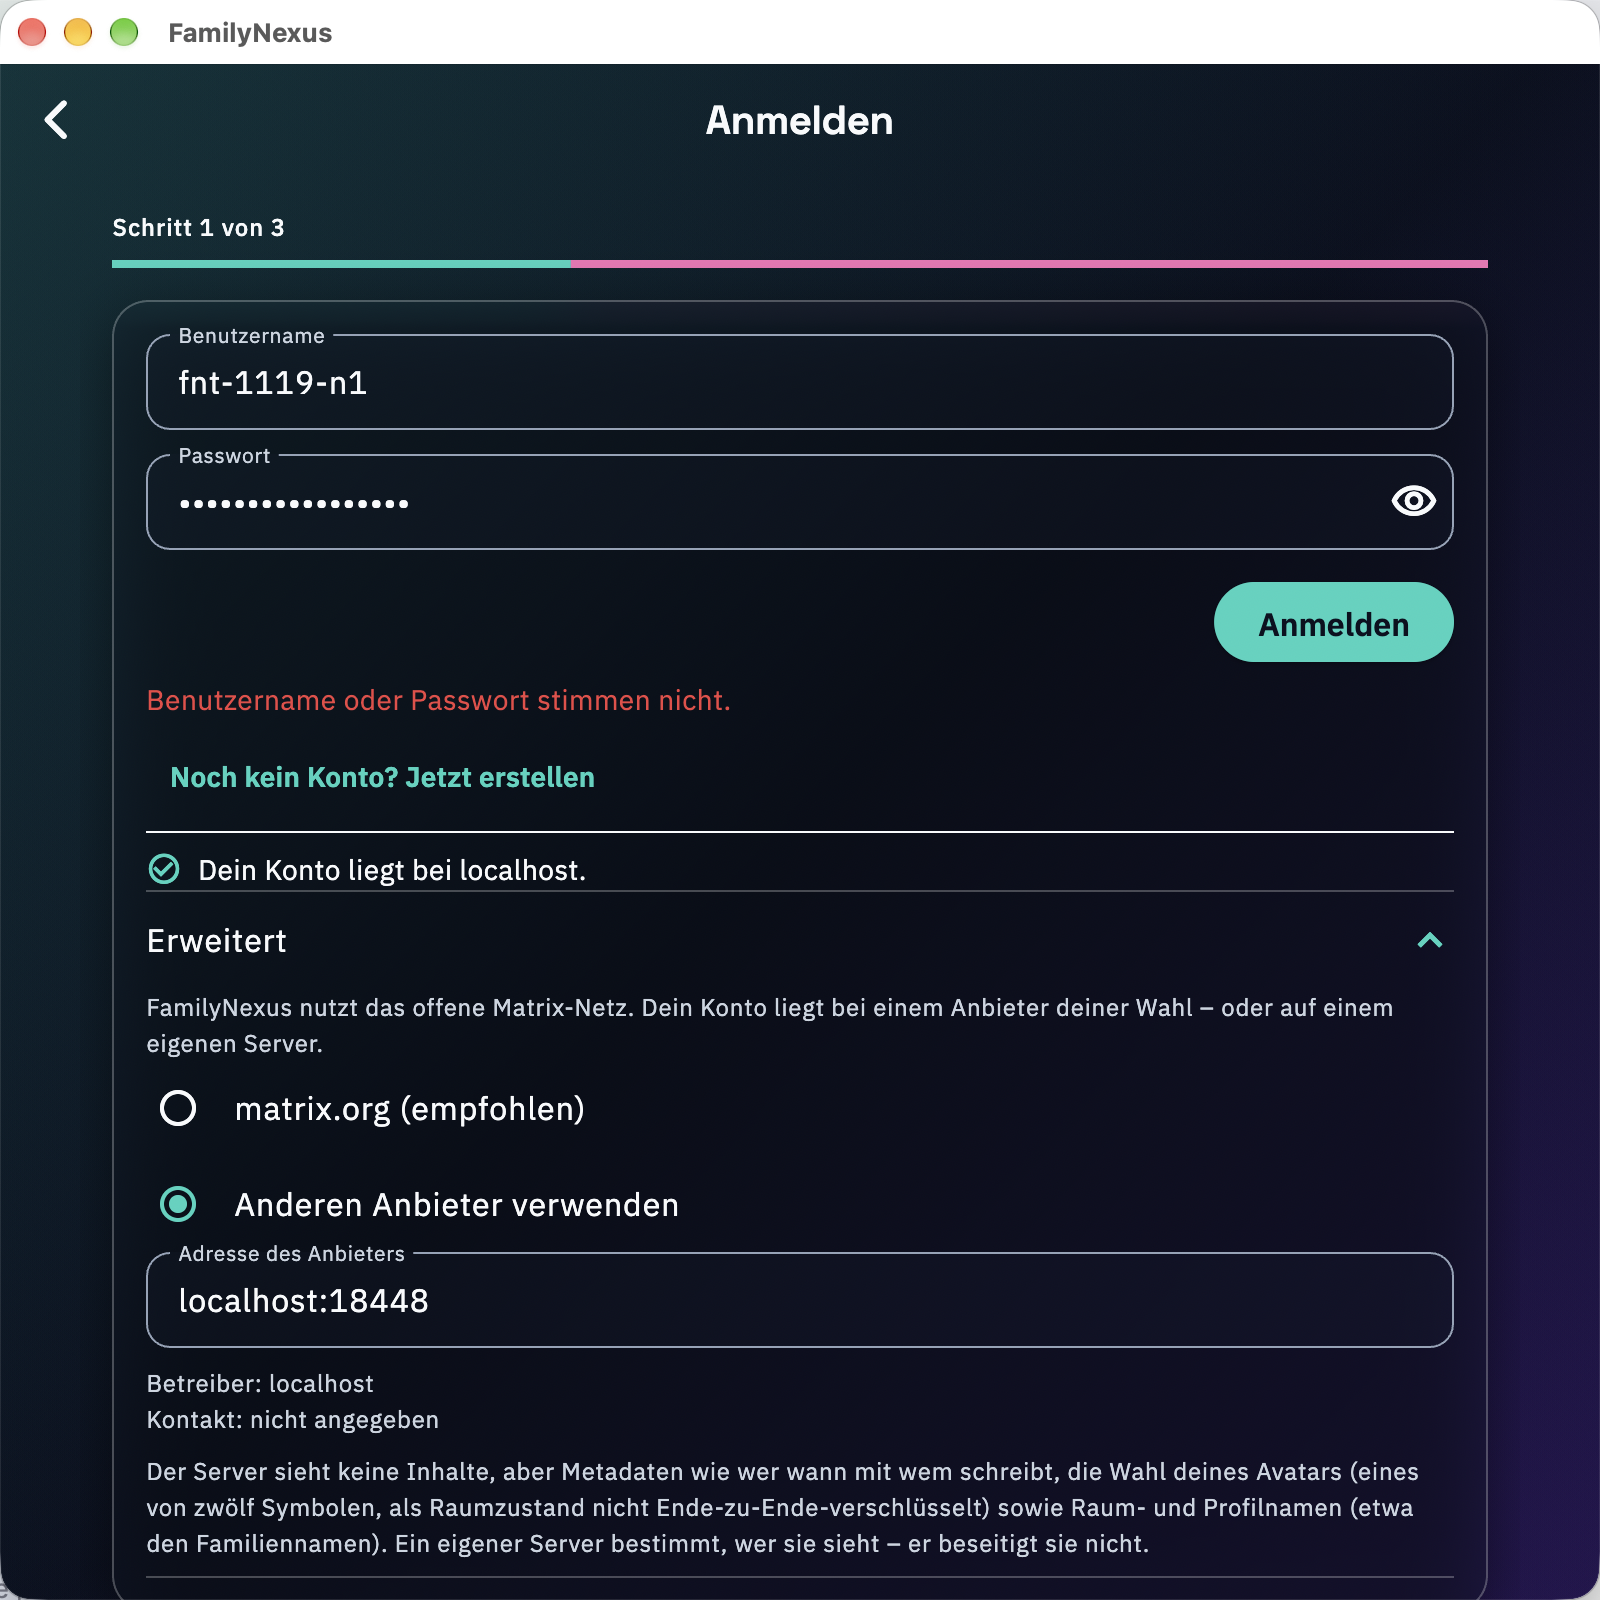 FamilyNexus
Anmelden
Schritt 1 von 3
Benutzername
fnt-1119-n1
Passwort
•••••••••••••••••
Anmelden
Benutzername oder Passwort stimmen nicht.
Noch kein Konto? Jetzt erstellen
Dein Konto liegt bei localhost.
Erweitert
FamilyNexus nutzt das offene Matrix-Netz. Dein Konto liegt bei einem Anbieter deiner Wahl – oder auf einem
eigenen Server.
matrix.org (empfohlen)
Anderen Anbieter verwenden
Adresse des Anbieters
localhost:18448
Betreiber: localhost
Kontakt: nicht angegeben
Der Server sieht keine Inhalte, aber Metadaten wie wer wann mit wem schreibt, die Wahl deines Avatars (eines
von zwölf Symbolen, als Raumzustand nicht Ende-zu-Ende-verschlüsselt) sowie Raum- und Profilnamen (etwa
den Familiennamen). Ein eigener Server bestimmt, wer sie sieht – er beseitigt sie nicht.